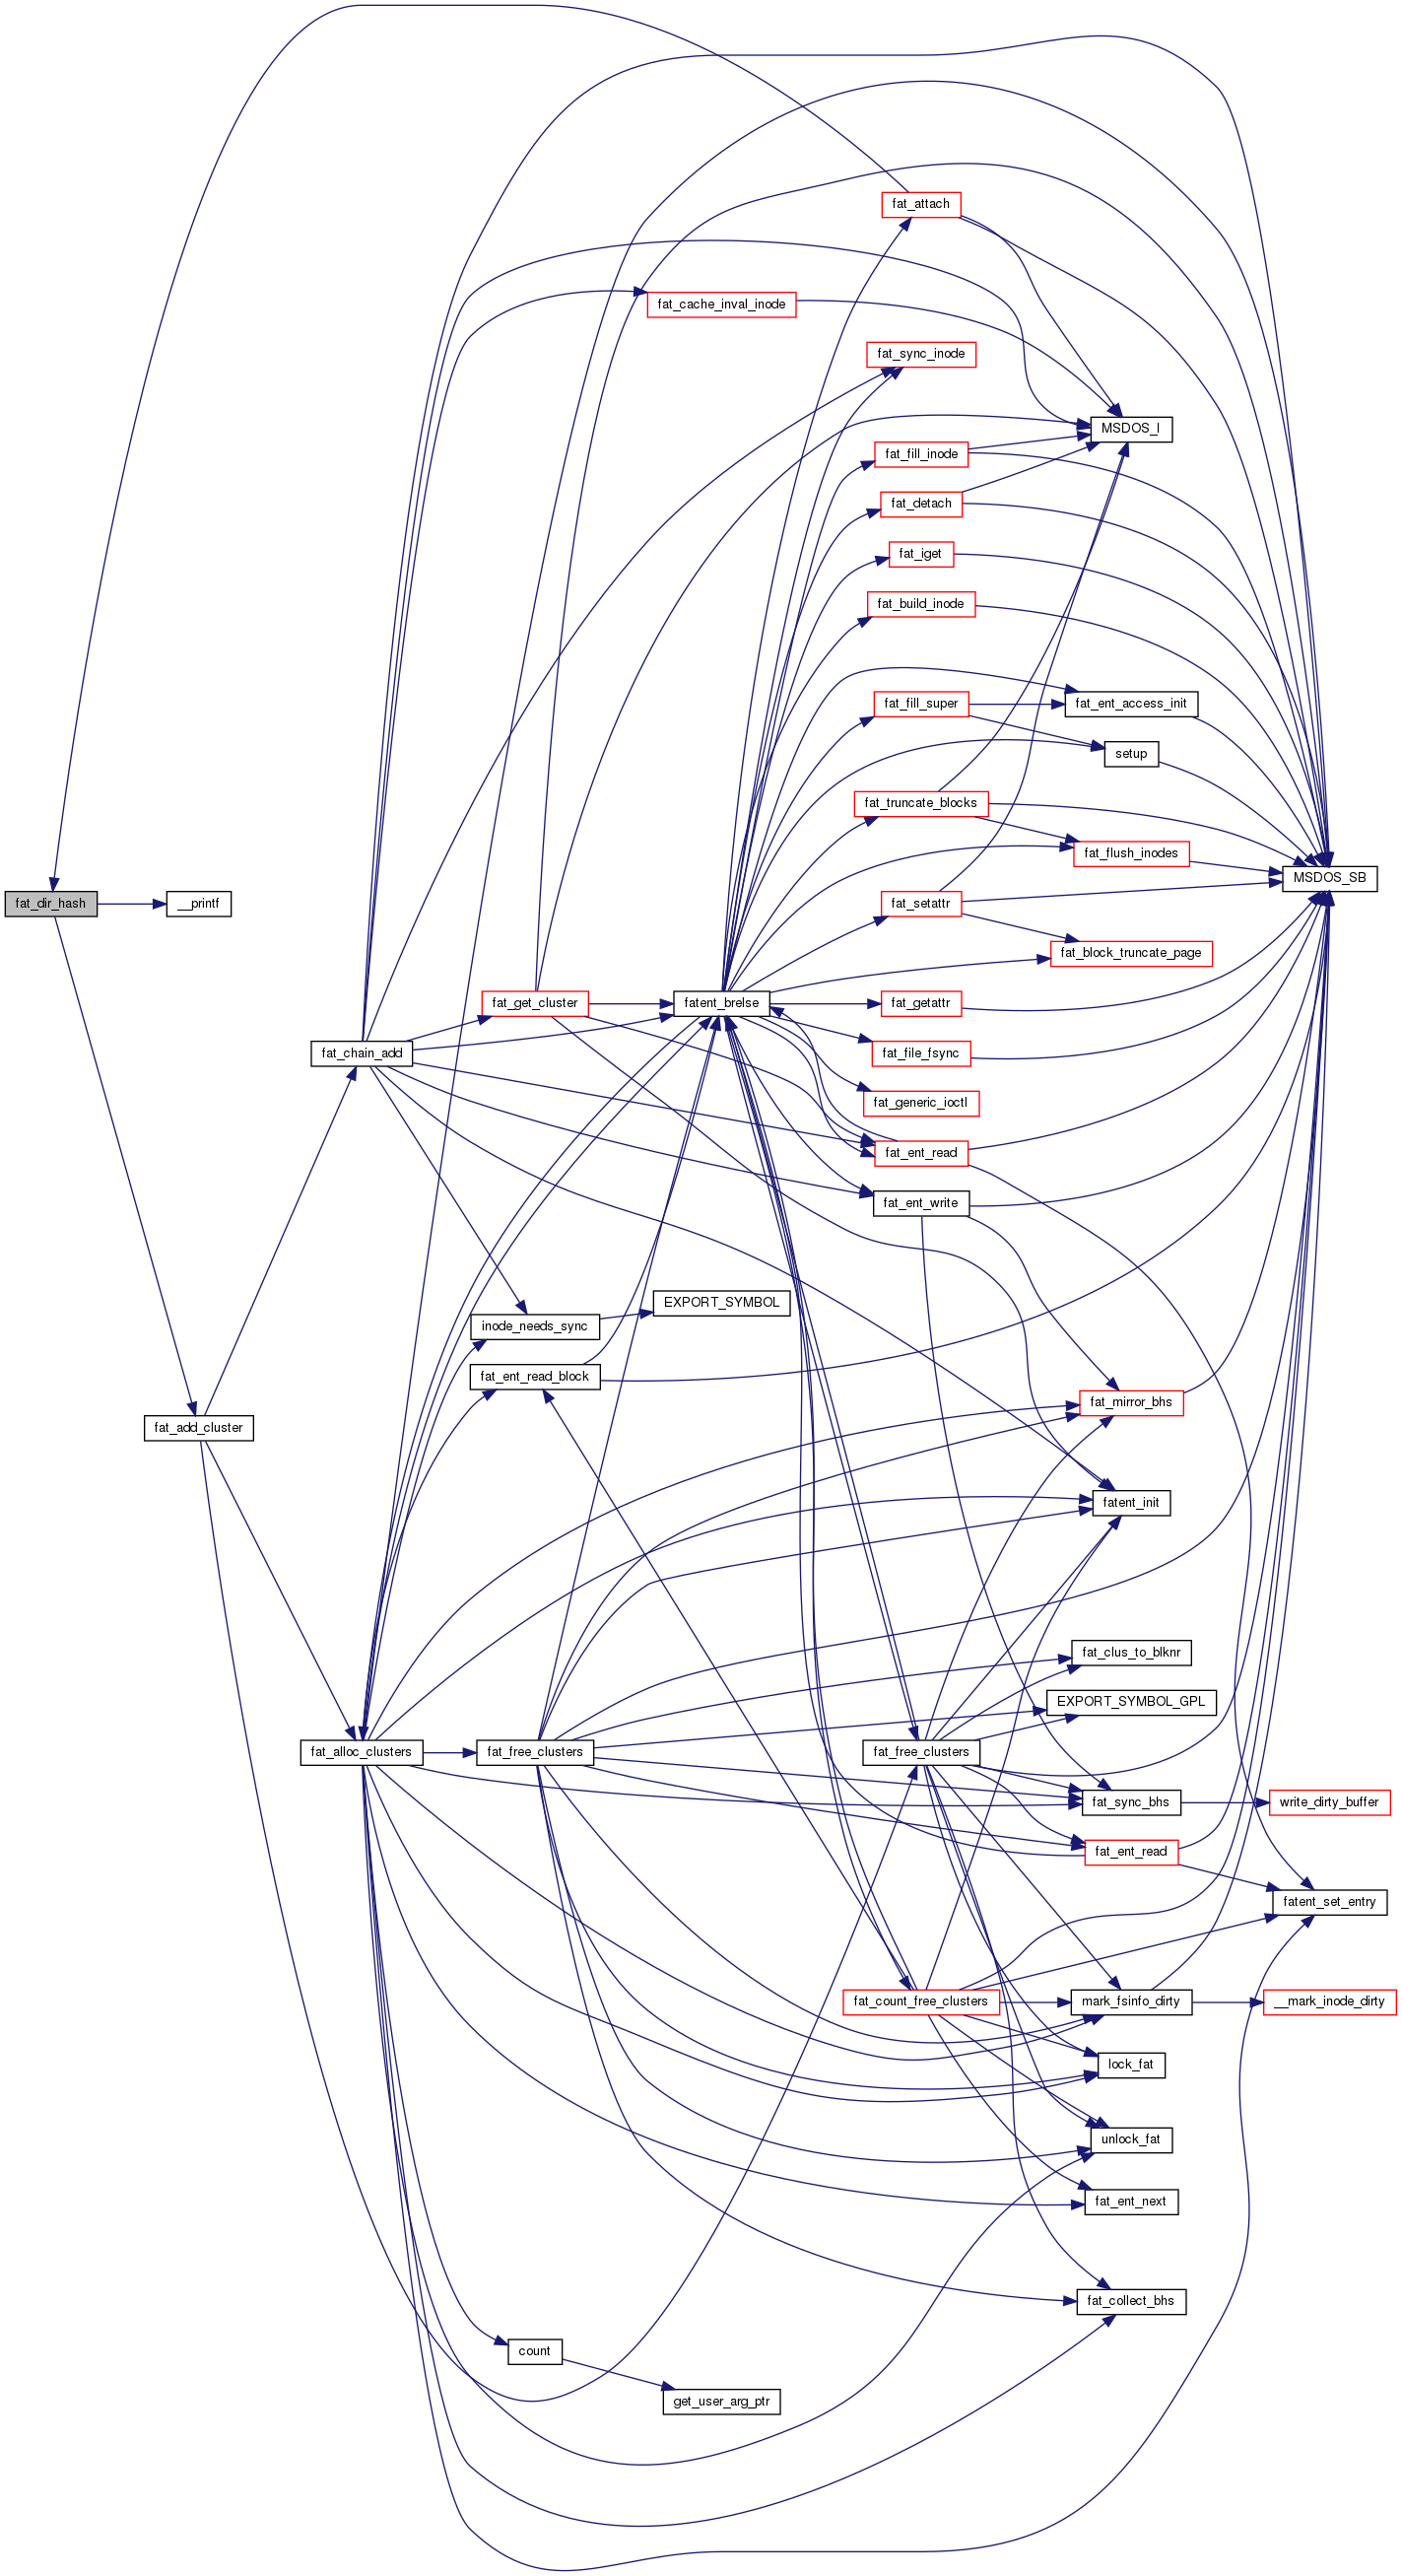 fat_attach
fat_cache_inval_inode
fat_sync_inode
MSDOS_I
fat_fill_inode
fat_detach
fat_iget
fat_build_inode
fat_fill_super
fat_ent_access_init
setup
fat_truncate_blocks
fat_flush_inodes
MSDOS_SB
fat_dir_hash
__printf
fat_setattr
fat_block_truncate_page
fat_get_cluster
fatent_brelse
fat_getattr
fat_chain_add
fat_file_fsync
fat_generic_ioctl
fat_ent_read
fat_ent_write
EXPORT_SYMBOL
inode_needs_sync
fat_ent_read_block
fat_mirror_bhs
fat_add_cluster
fatent_init
fat_clus_to_blknr
EXPORT_SYMBOL_GPL
fat_alloc_clusters
fat_free_clusters
fat_free_clusters
fat_sync_bhs
write_dirty_buffer
fat_ent_read
fatent_set_entry
fat_count_free_clusters
mark_fsinfo_dirty
__mark_inode_dirty
lock_fat
unlock_fat
fat_ent_next
fat_collect_bhs
count
get_user_arg_ptr